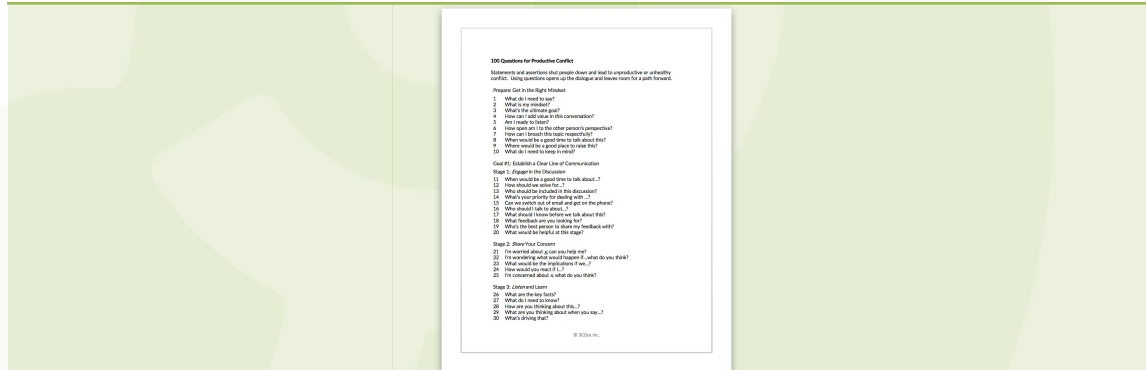 100 Questions for Productive Conflict
Statements and assertions shut people down and lead to unproductive or unhealthy
conflict. Using questions opens up the dialogue and leaves room for a path forward.
Prepare: Get in the Right Mindset
1 What do I need to say?
2 What is my mindset?
3 What's the ultimate goal?
4 How can I add value in this conversation?
5 Am I ready to listen?
6 How open am I to the other person's perspective?
7 How can I broach this topic respectfully?
8 When would be a good time to talk about this?
9 Where would be a good place to raise this?
10 What do I need to keep in mind?
Goal #1: Establish a Clear Line of Communication
Stage 1: Engage in the Discussion
11 When would be a good time to talk about...?
12 How should we solve for...?
13 Who should be included in this discussion?
14 What's your priority for dealing with ...?
15 Can we switch out of email and get on the phone?
16 Who should I talk to about...?
17 What should I know before we talk about this?
18 What feedback are you looking for?
19 Who's the best person to share my feedback with?
20 What would be helpful at this stage?
Stage 2: Share Your Concern
21 I'm worried about x, can you help me?
22 I'm wondering what would happen if ...what do you think?
23 What would be the implications if we...?
24 How would you react if I...?
25 I'm concerned about x, what do you think?
Stage 3: Listen and Learn
26 What are the key facts?
27 What do I need to know?
28 How are you thinking about this...?
29 What are you thinking about when you say...?
30 What's driving that?
© 3COze Inc.